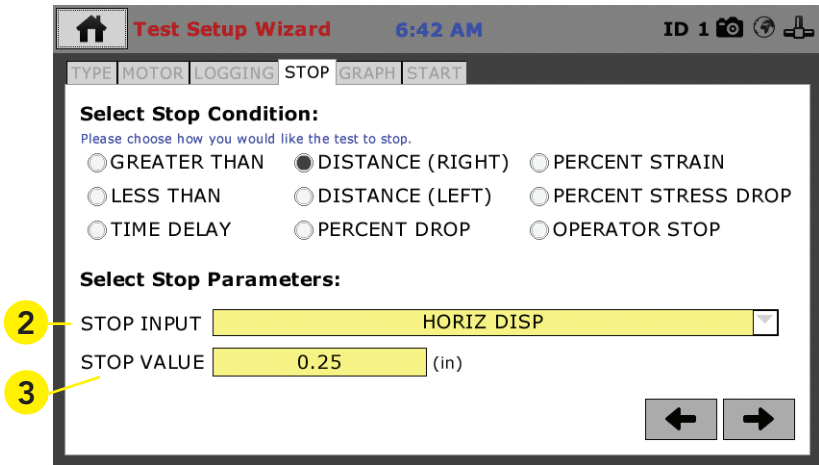 Test Setup Wizard 6:42 AM ID 1
TYPE MOTOR LOGGING STOP GRAPH START
Select Stop Condition:
Please choose how you would like the test to stop.
GREATER THAN DISTANCE (RIGHT) PERCENT STRAIN
LESS THAN DISTANCE (LEFT) PERCENT STRESS DROP
TIME DELAY PERCENT DROP OPERATOR STOP
Select Stop Parameters:
2 STOP INPUT HORIZ DISP
STOP VALUE 0.25 (in)
3